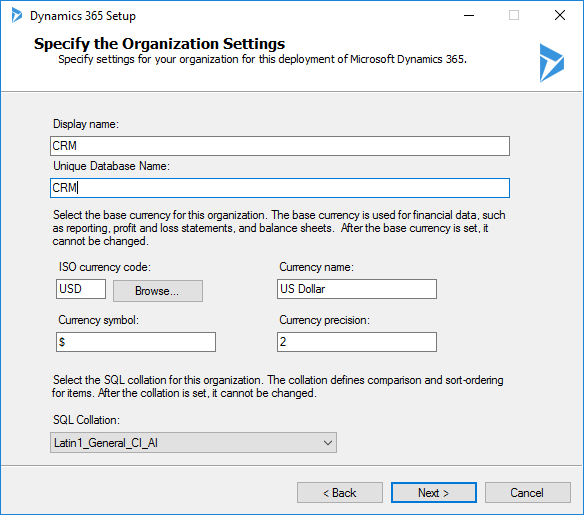 Dynamics 365 Setup
Specify the Organization Settings
Specify settings for your organization for this deployment of Microsoft Dynamics 365.
Display name:
CRM
Unique Database Name:
CRM
Select the base currency for this organization. The base currency is used for financial data, such
as reporting, profit and loss statements, and balance sheets.  After the base currency is set, it
cannot be changed.
ISO currency code:
Currency name:
USD
Browse...
US Dollar
Currency symbol:
Currency precision:
$
2
Select the SQL collation for this organization. The collation defines comparison and sort-ordering
for items. After the collation is set, it cannot be changed.
SQL Collation:
Latin1_General_CI_AI
< Back
Next >
Cancel